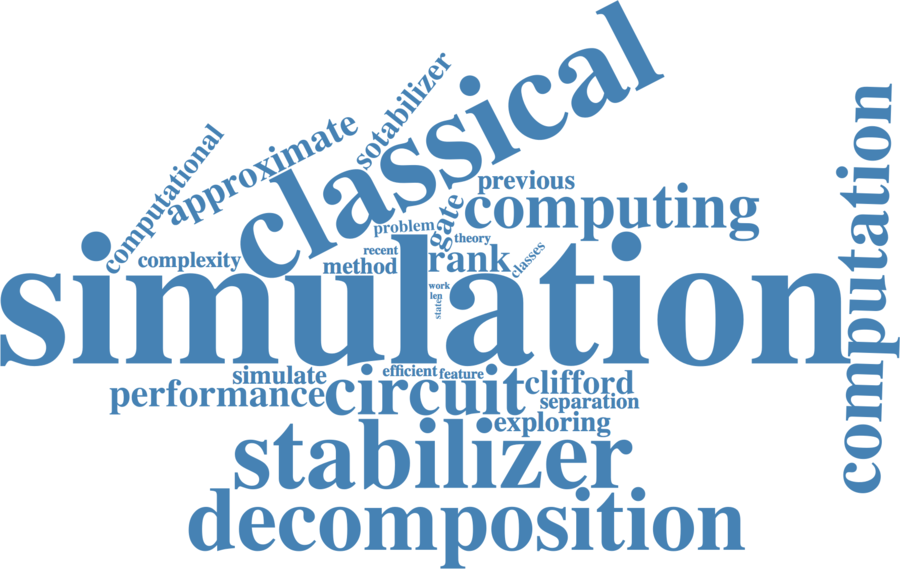 classical
sotabilizer
computational
approximate
computation
previous
computing
gate
problem
theory
complexity
recent
method
rank
classes
simulation
work
len
state
simulate
efficient
feature
performance
circuit
clifford
separation
exploring
stabilizer
decomposition